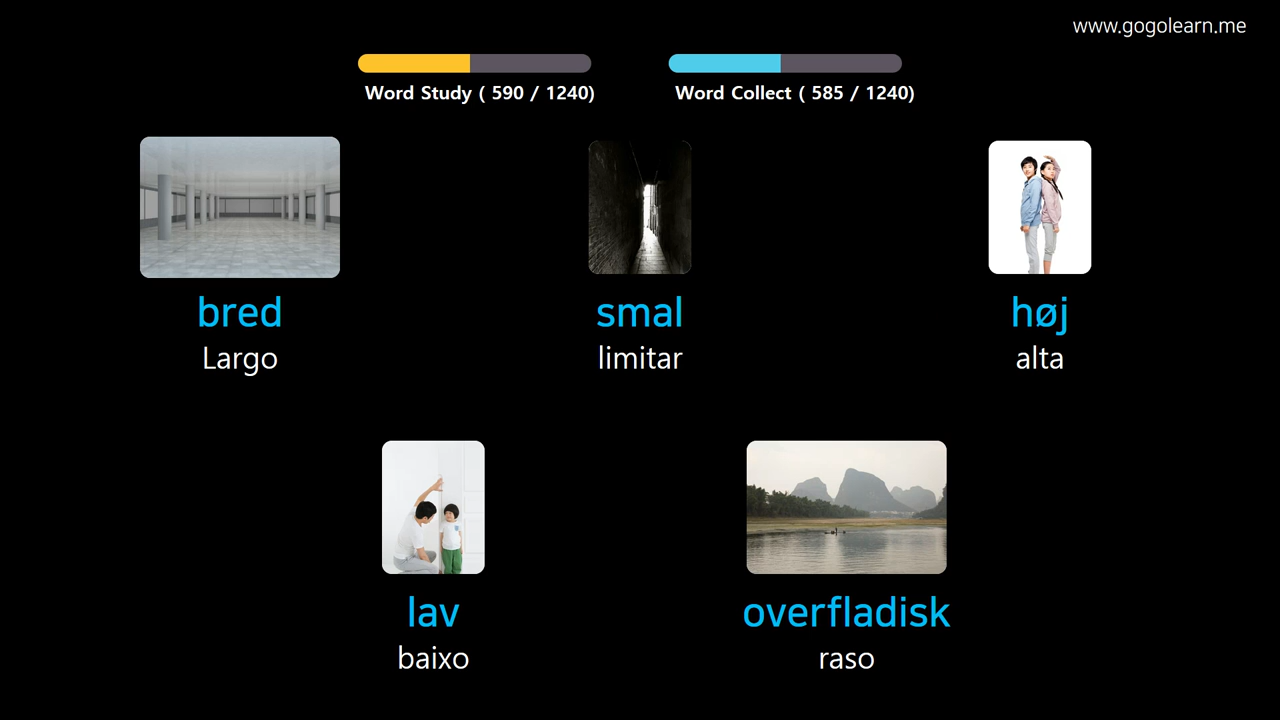 www.gogolearn.me
Word Study ( 590 / 1240)
Word Collect ( 585 / 1240)
bred
Largo
smal
limitar
høj
alta
lav
baixo
overfladisk
raso